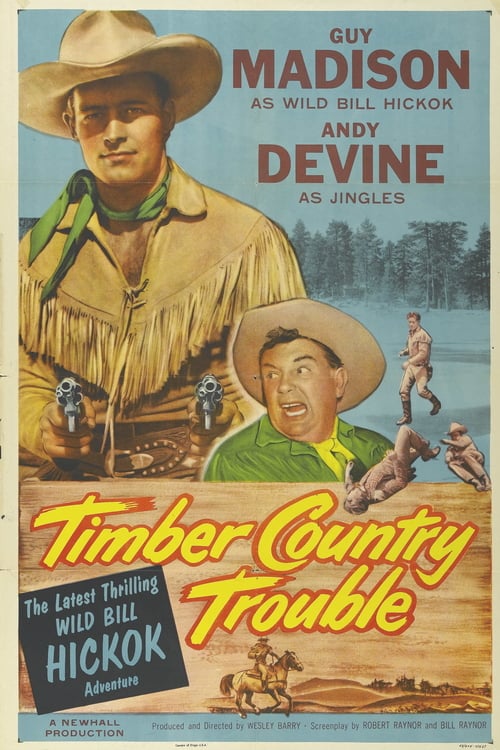 GUY
MADISON
AS WILD BILL HICKOK
ANDY
DEVINE
AS JINGLES
Timber Country
Trouble
The Latest Thrilling
WILD BILL
HICKOK
Adventure
A NEWHALL
PRODUCTION
Produced and Directed by WESLEY BARRY - Screenplay by ROBERT RAYNOR and BILL RAYNOR